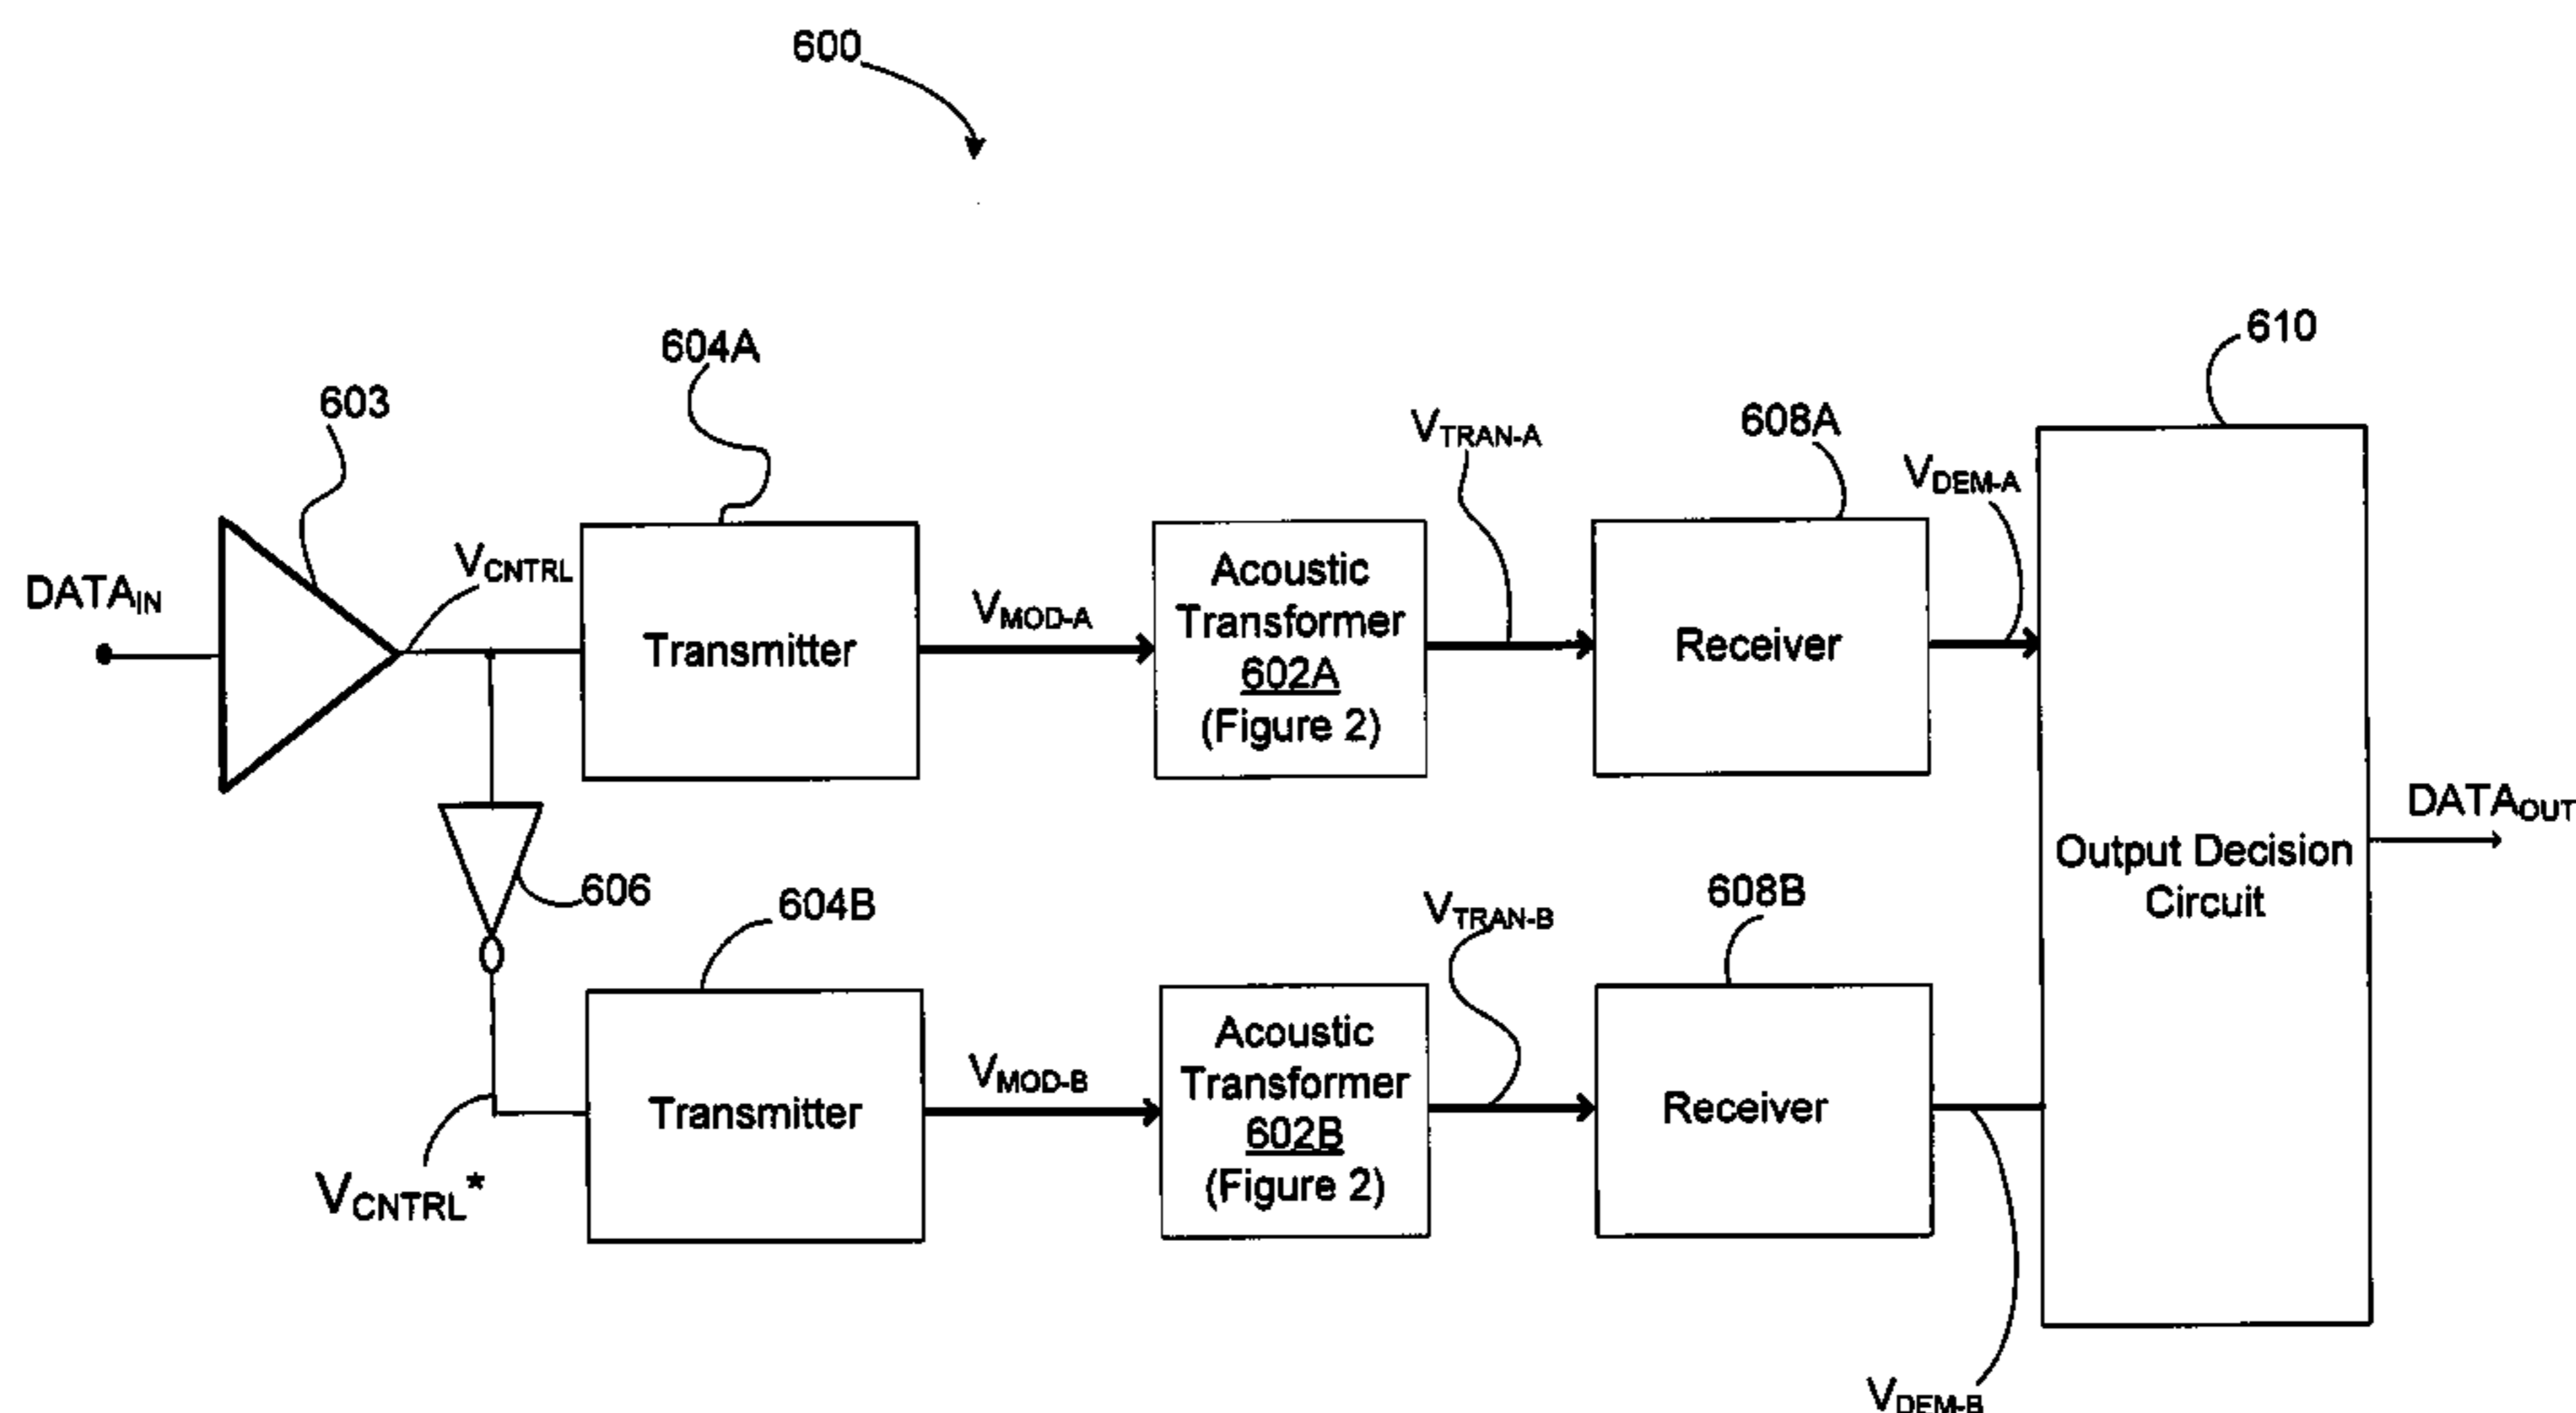 600
604A
603
DATAIN
VCNTRL
Transmitter
VMOD-A
Acoustic
Transformer
602A
(Figure 2)
VTRAN-A
608A
Receiver
VDEM-A
610
Output Decision
Circuit
DATAOUT
606
VCNTRL*
604B
Transmitter
VMOD-B
Acoustic
Transformer
602B
(Figure 2)
VTRAN-B
608B
Receiver
VDEM-B